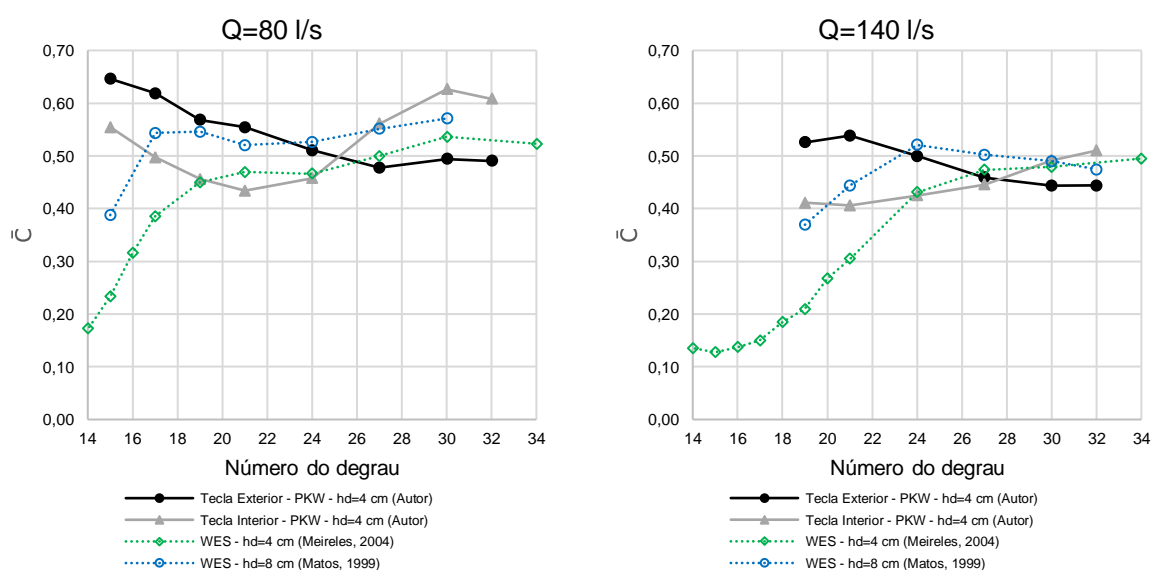 Q=80 l/s
0,70
0,60
0,50
0,40
0,30
0,20
0,10
0,00
C̄
14 16 18 20 22 24 26 28 30 32 34
Número do degrau
Tecla Exterior - PKW - hd=4 cm (Autor)
Tecla Interior - PKW - hd=4 cm (Autor)
WES - hd=4 cm (Meireles, 2004)
WES - hd=8 cm (Matos, 1999)
Q=140 l/s
0,70
0,60
0,50
0,40
0,30
0,20
0,10
0,00
C̄
14 16 18 20 22 24 26 28 30 32 34
Número do degrau
Tecla Exterior - PKW - hd=4 cm (Autor)
Tecla Interior - PKW - hd=4 cm (Autor)
WES - hd=4 cm (Meireles, 2004)
WES - hd=8 cm (Matos, 1999)